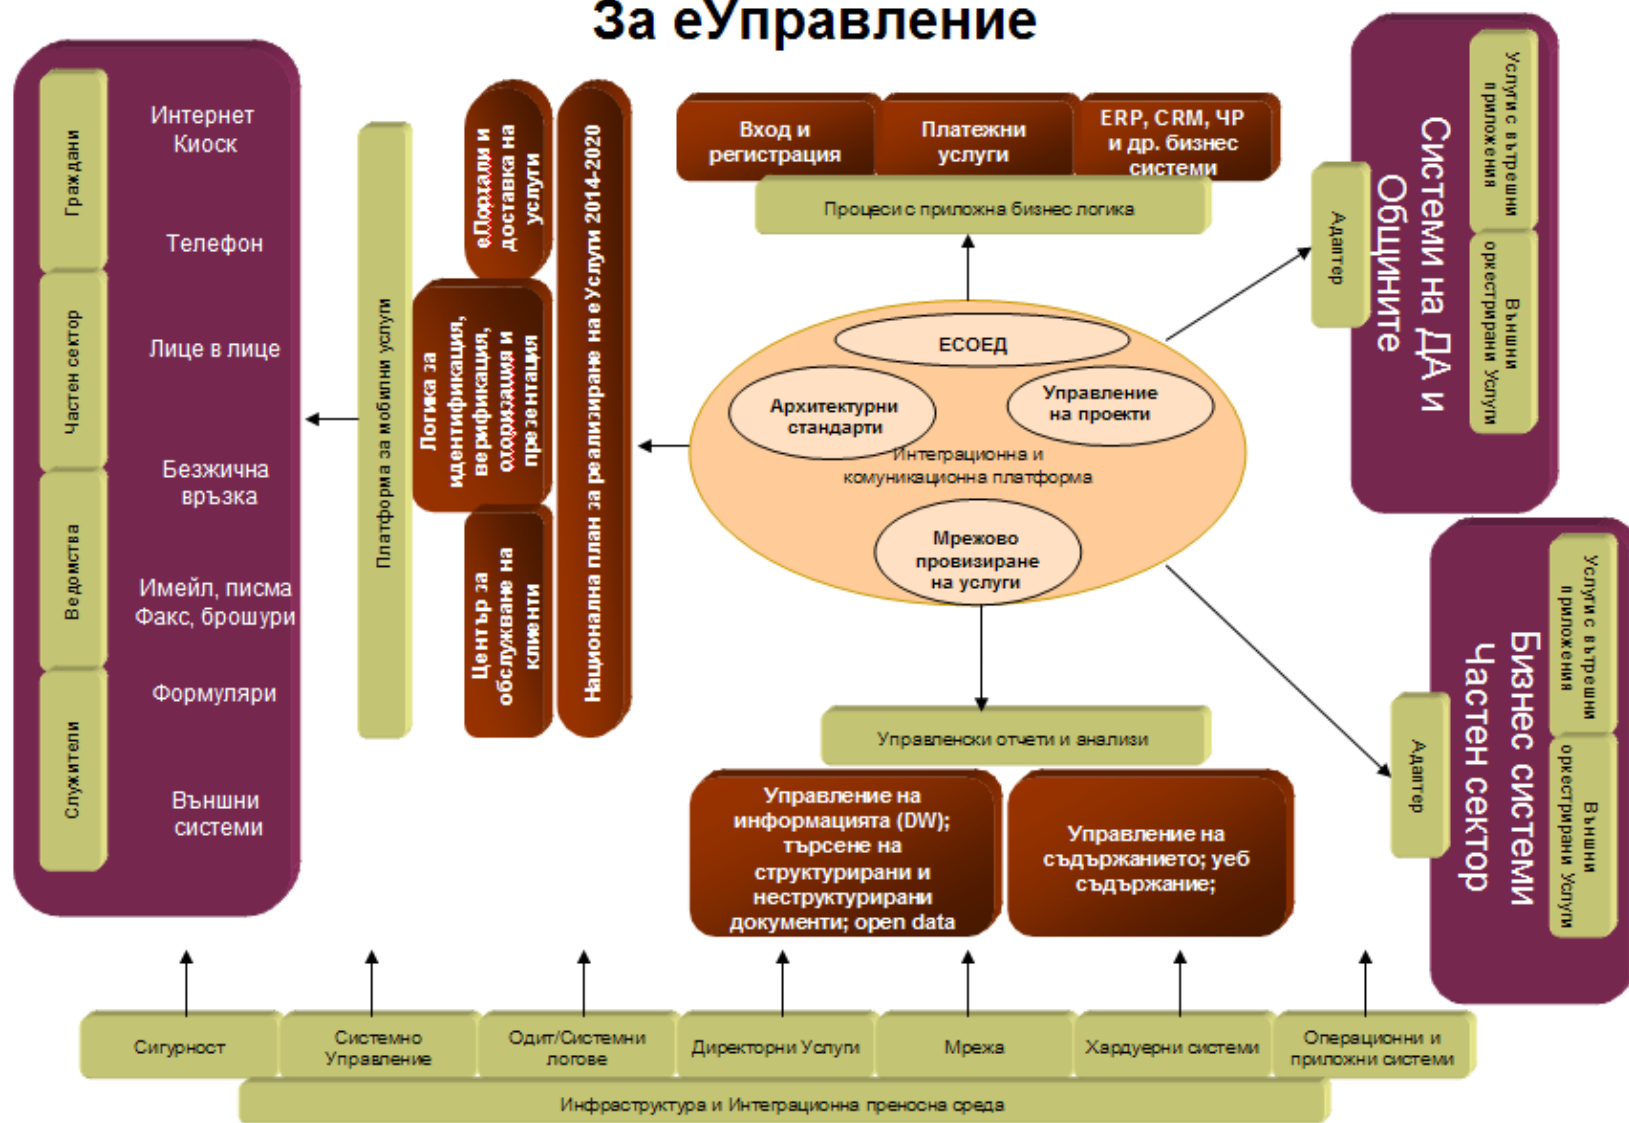 За еУправление
Граждани
Частен сектор
Ведомства
Служители
Интернет
Киоск
Телефон
Лице в лице
Безжична
връзка
Имейл, писма
Факс, брошури
Формуляри
Външни
системи
Платформа за мобилни услуги
еПортали и
доставка на
услуги
Логика за
идентификация,
верификация,
оторизация и
презентация
Център за
обслужване на
клиенти
Национална план за реализиране на еУслуги 2014-2020
Вход и
регистрация
Платежни
услуги
ERP, CRM, ЧР
и др. бизнес
системи
Процеси с приложна бизнес логика
ЕСОЕД
Архитектурни
стандарти
Управление
на проекти
Интеграционна и
комуникационна платформа
Мрежово
провизиране
на услуги
Управленски отчети и анализи
Управление на
информацията (DW);
търсене на
структурирани и
неструктурирани
документи; open data
Управление на
съдържанието; уеб
съдържание;
Адаптер
Системи на ДА и
Общините
Услуги с вътрешни
приложения
Външни
оркестрирани Услуги
Адаптер
Бизнес системи
Частен сектор
Услуги с вътрешни
приложения
Външни
оркестрирани Услуги
Сигурност
Системно
Управление
Одит/Системни
логове
Директорни Услуги
Мрежа
Хардуерни системи
Операционни и
приложни системи
Инфраструктура и Интеграционна преносна среда